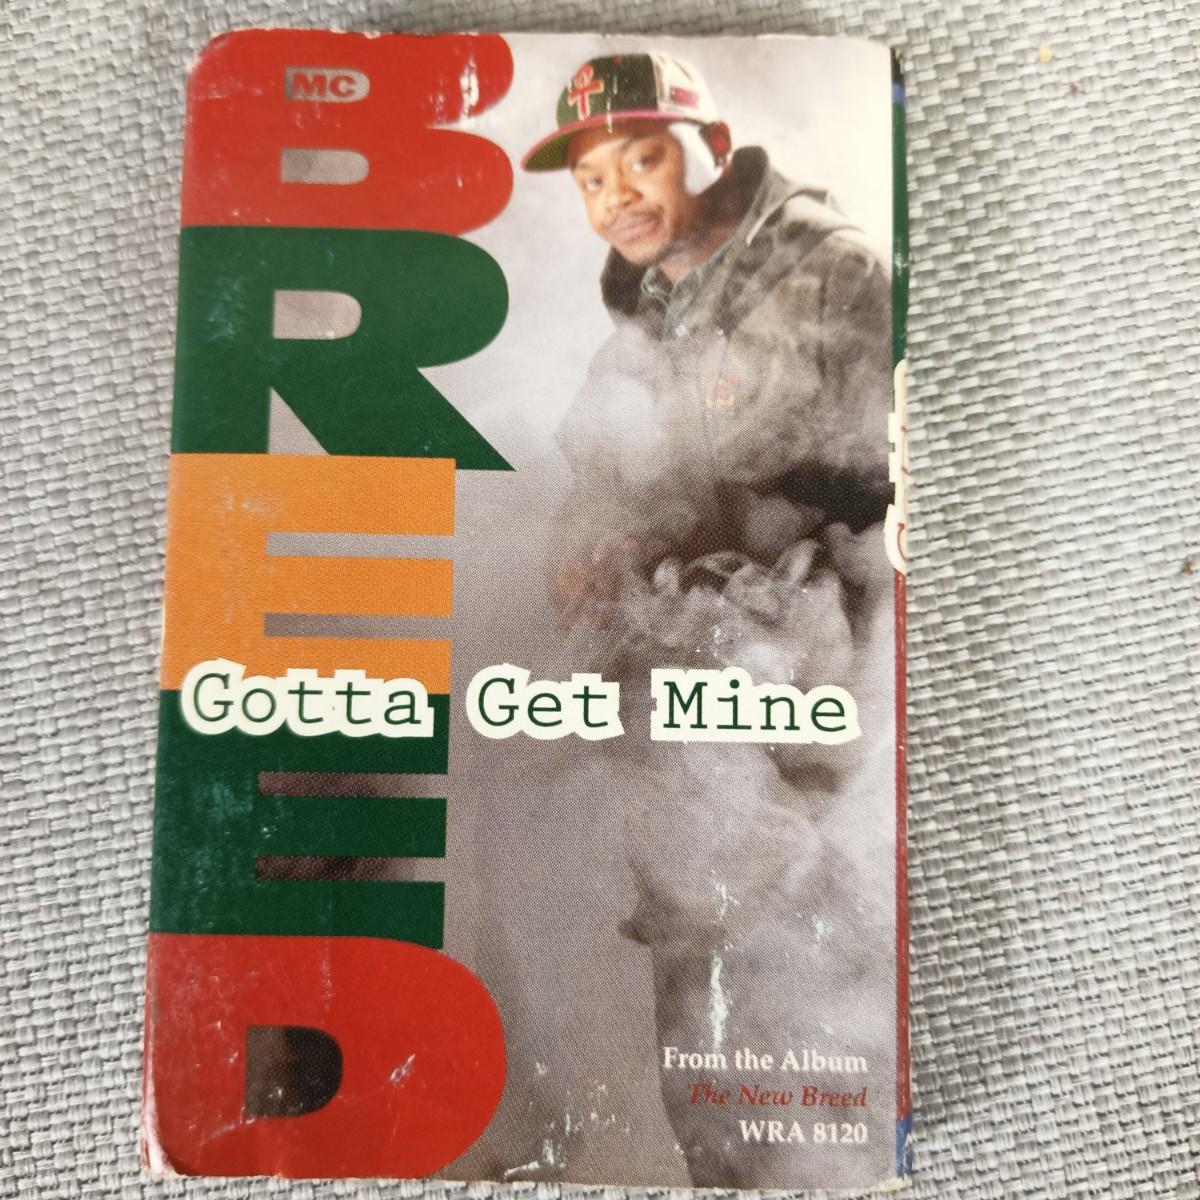 MC
BREED
Gotta Get Mine
From the Album
The New Breed
WRA 8120